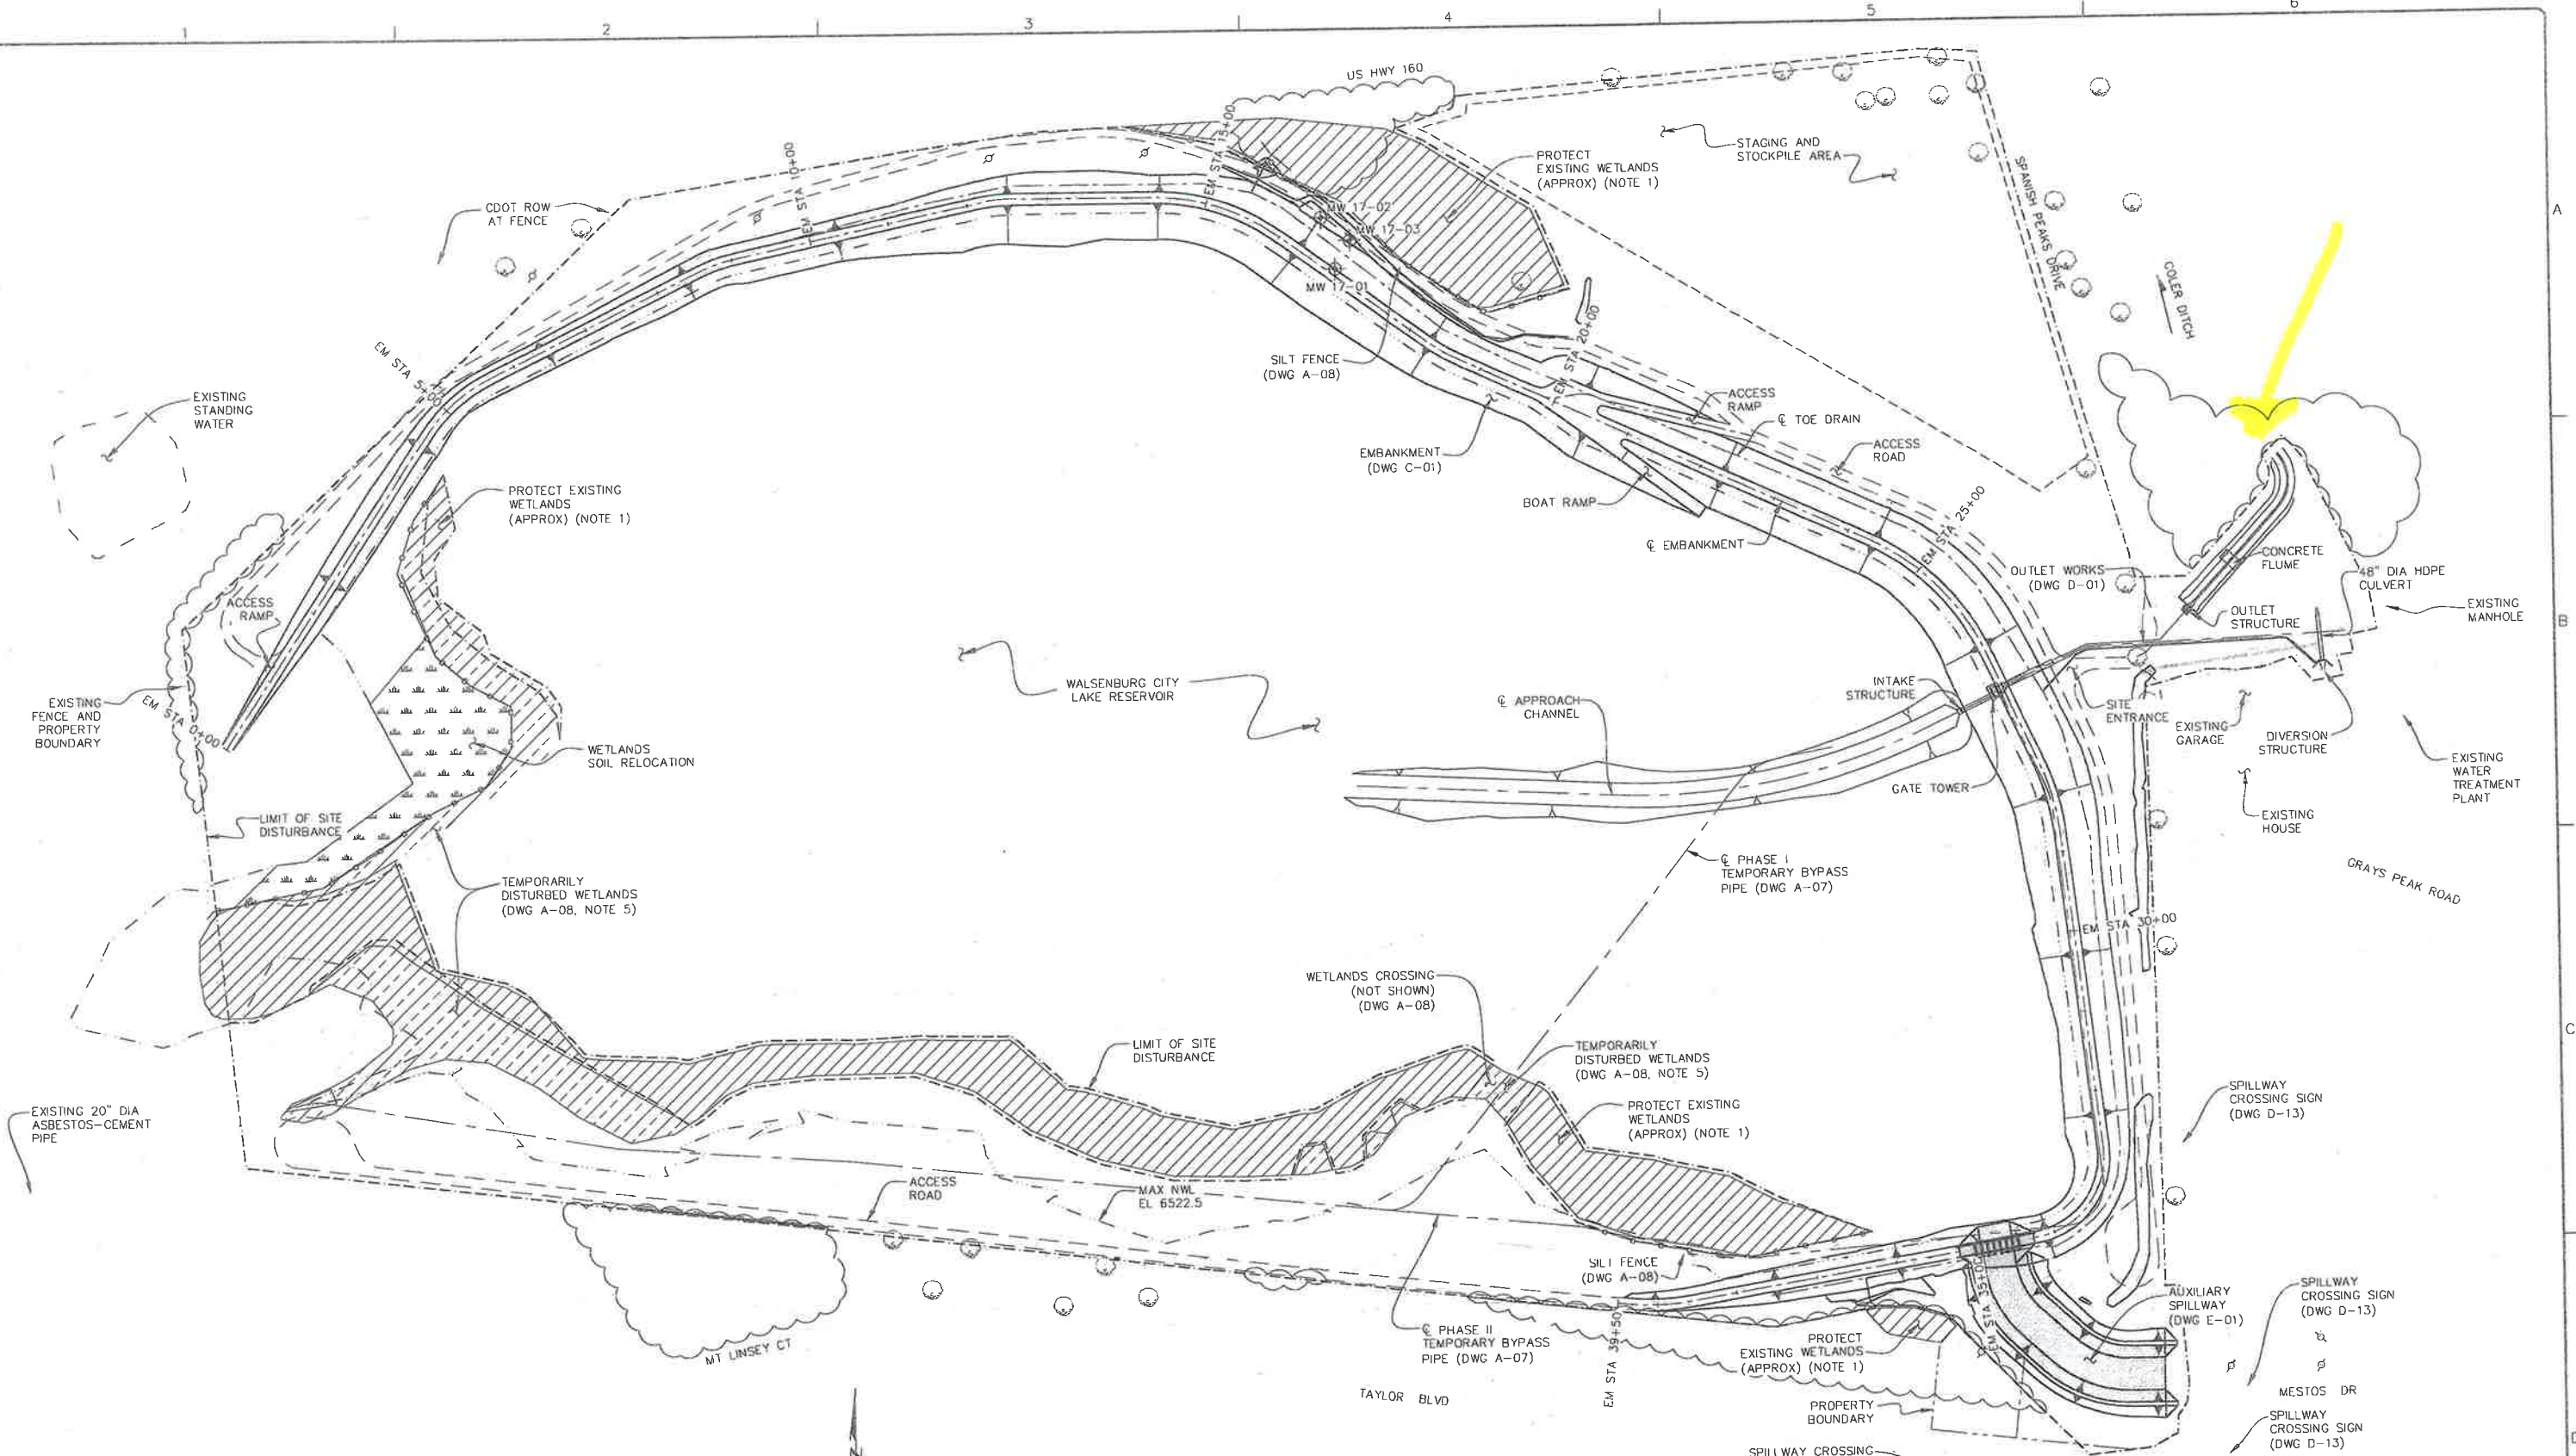 1
2
3
4
5
6
US HWY 160
EM STA 15+00
EM STA 10+00
STAGING AND
STOCKPILE AREA
PROTECT
EXISTING WETLANDS
(APPROX) (NOTE 1)
SPANISH PEAKS DRIVE
A
CDOT ROW
AT FENCE
MW 17-02
MW 17-03
MW 17-01
COLER DITCH
EM STA 20+00
SILT FENCE
(DWG A-08)
EM STA 5+00
EXISTING
STANDING
WATER
ACCESS
RAMP
℄ TOE DRAIN
ACCESS
ROAD
EMBANKMENT
(DWG C-01)
BOAT RAMP
PROTECT EXISTING
WETLANDS
(APPROX) (NOTE 1)
EM STA 25+00
℄ EMBANKMENT
CONCRETE
FLUME
OUTLET WORKS
(DWG D-01)
48" DIA HDPE
CULVERT
OUTLET
STRUCTURE
EXISTING
MANHOLE
B
ACCESS
RAMP
EXISTING
FENCE AND
PROPERTY
BOUNDARY
EM STA 0+00
WALSENBURG CITY
LAKE RESERVOIR
INTAKE
STRUCTURE
℄ APPROACH
CHANNEL
SITE
ENTRANCE
EXISTING
GARAGE
DIVERSION
STRUCTURE
WETLANDS
SOIL RELOCATION
GATE TOWER
EXISTING
WATER
TREATMENT
PLANT
EXISTING
HOUSE
LIMIT OF SITE
DISTURBANCE
℄ PHASE I
TEMPORARY BYPASS
PIPE (DWG A-07)
GRAYS PEAK ROAD
TEMPORARILY
DISTURBED WETLANDS
(DWG A-08, NOTE 5)
EM STA 30+00
WETLANDS CROSSING
(NOT SHOWN)
(DWG A-08)
C
LIMIT OF SITE
DISTURBANCE
TEMPORARILY
DISTURBED WETLANDS
(DWG A-08, NOTE 5)
EXISTING 20" DIA
ASBESTOS-CEMENT
PIPE
PROTECT EXISTING
WETLANDS
(APPROX) (NOTE 1)
SPILLWAY
CROSSING SIGN
(DWG D-13)
ACCESS
ROAD
MAX NWL
EL 6522.5
SILT FENCE
(DWG A-08)
EM STA 35+00
AUXILIARY
SPILLWAY
(DWG E-01)
SPILLWAY
CROSSING SIGN
(DWG D-13)
MT LINSEY CT
℄ PHASE II
TEMPORARY BYPASS
PIPE (DWG A-07)
EM STA 39+50
PROTECT
EXISTING WETLANDS
(APPROX) (NOTE 1)
TAYLOR BLVD
MESTOS DR
PROPERTY
BOUNDARY
SPILLWAY
CROSSING SIGN
(DWG D-13)
SPILLWAY CROSSING
N